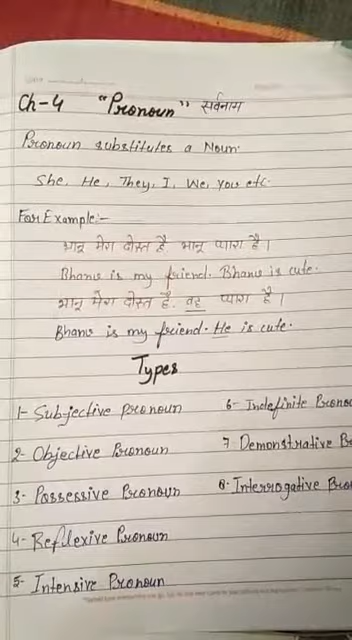 Ch-4 "Pronoun" सर्वनाम
Pronoun substitutes a Noun.
She, He, They, I, We, you etc.
For Example:-
भानू मेरा दोस्त है भानू प्यारा है।
Bhanu is my friend. Bhanu is cute.
भानू मेरा दोस्त है. वह प्यारा है।
Bhanu is my friend. He is cute.
Types
1- Subjective pronoun
6- Indefinite Prono
2- Objective Pronoun
7- Demonstrative P
3- Possessive Pronoun
8- Interrogative Pro
4- Reflexive Pronoun
5- Intensive Pronoun